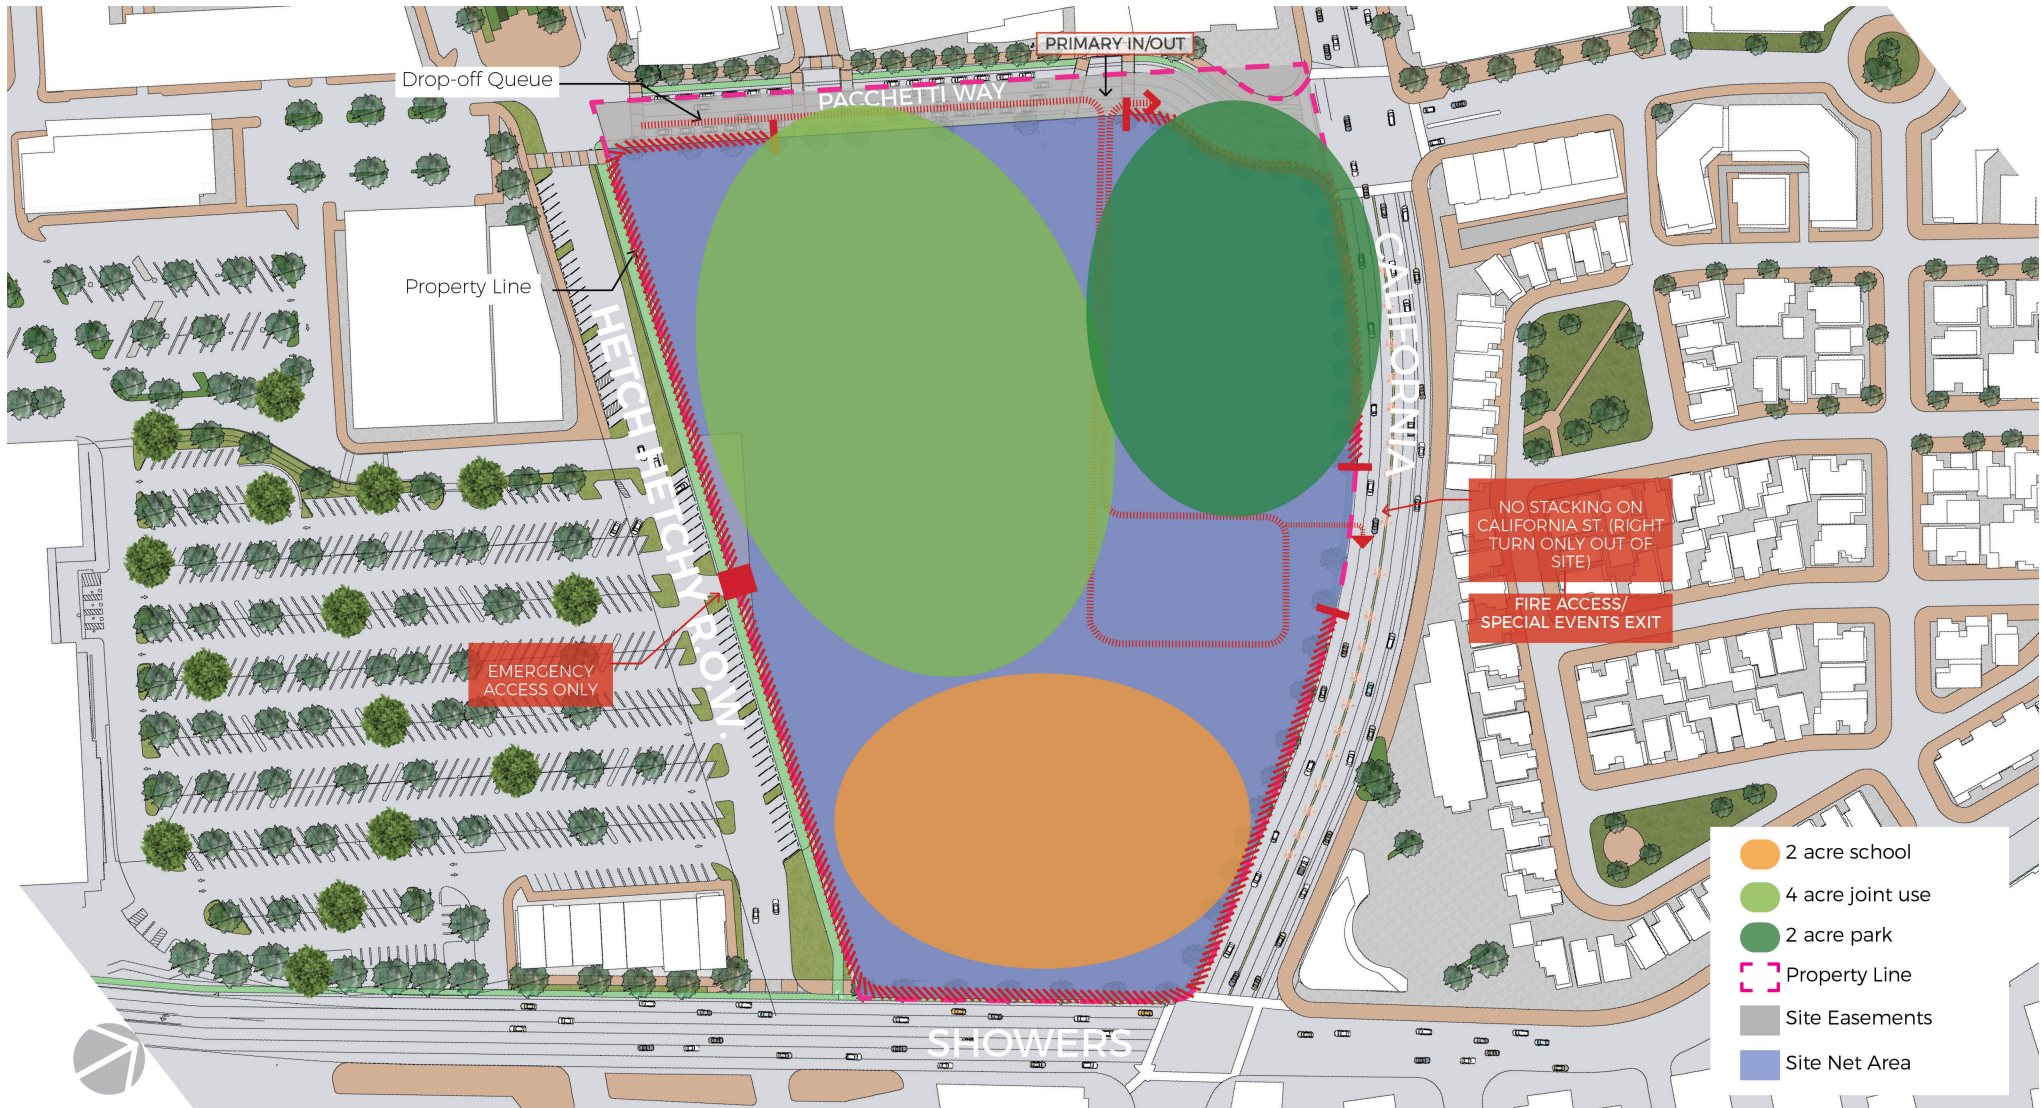 PRIMARY IN/OUT
Drop-off Queue
PACCHETTI WAY
Property Line
HETCH-HETCHY R.O.W.
CALIFORNIA
NO STACKING ON
CALIFORNIA ST. (RIGHT
TURN ONLY OUT OF
SITE)
FIRE ACCESS/
SPECIAL EVENTS EXIT
EMERGENCY
ACCESS ONLY
SHOWERS
2 acre school
4 acre joint use
2 acre park
Property Line
Site Easements
Site Net Area